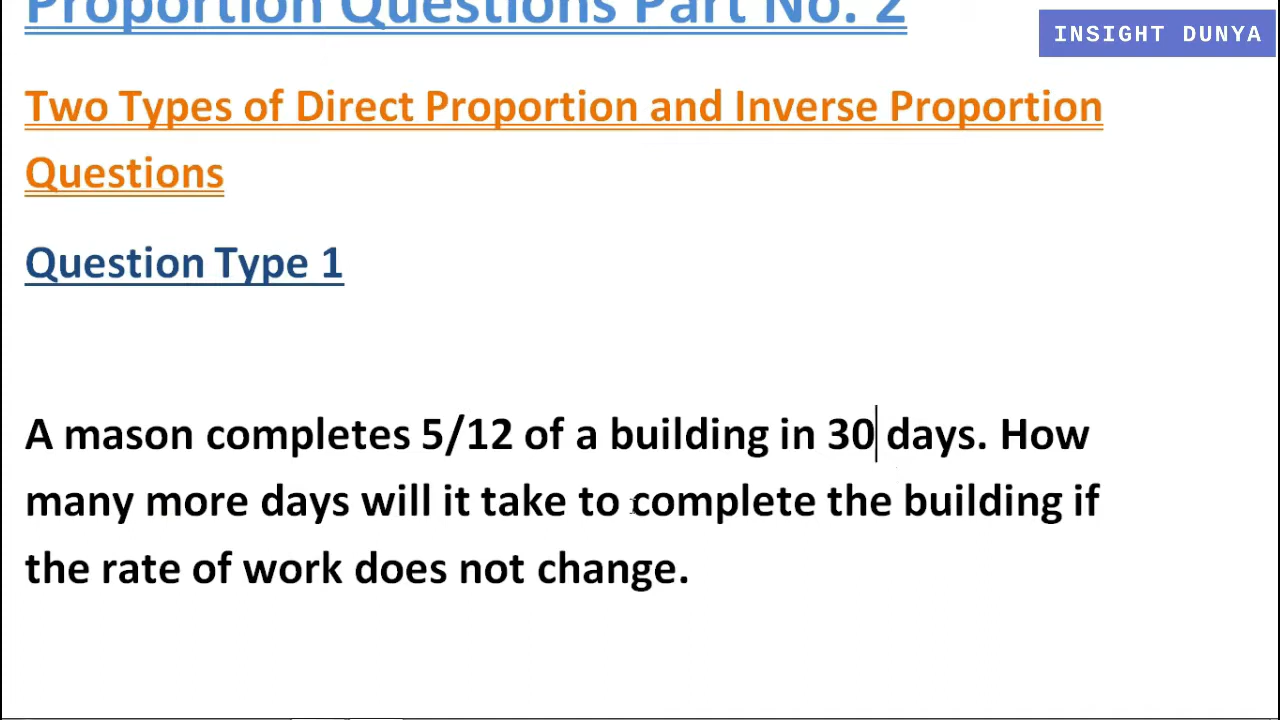 Proportion Questions Part No. 2
INSIGHT DUNYA
Two Types of Direct Proportion and Inverse Proportion
Questions
Question Type 1
A mason completes 5/12 of a building in 30 days. How
many more days will it take to complete the building if
the rate of work does not change.